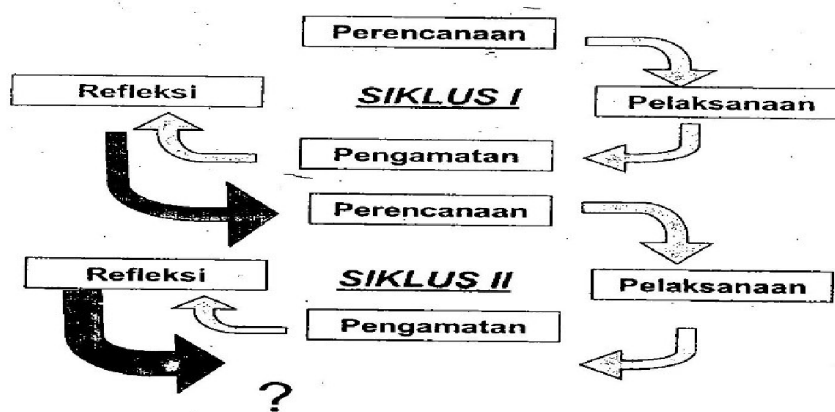 Perencanaan
Refleksi
SIKLUS I
Pelaksanaan
Pengamatan
Perencanaan
Refleksi
SIKLUS II
Pelaksanaan
Pengamatan
?